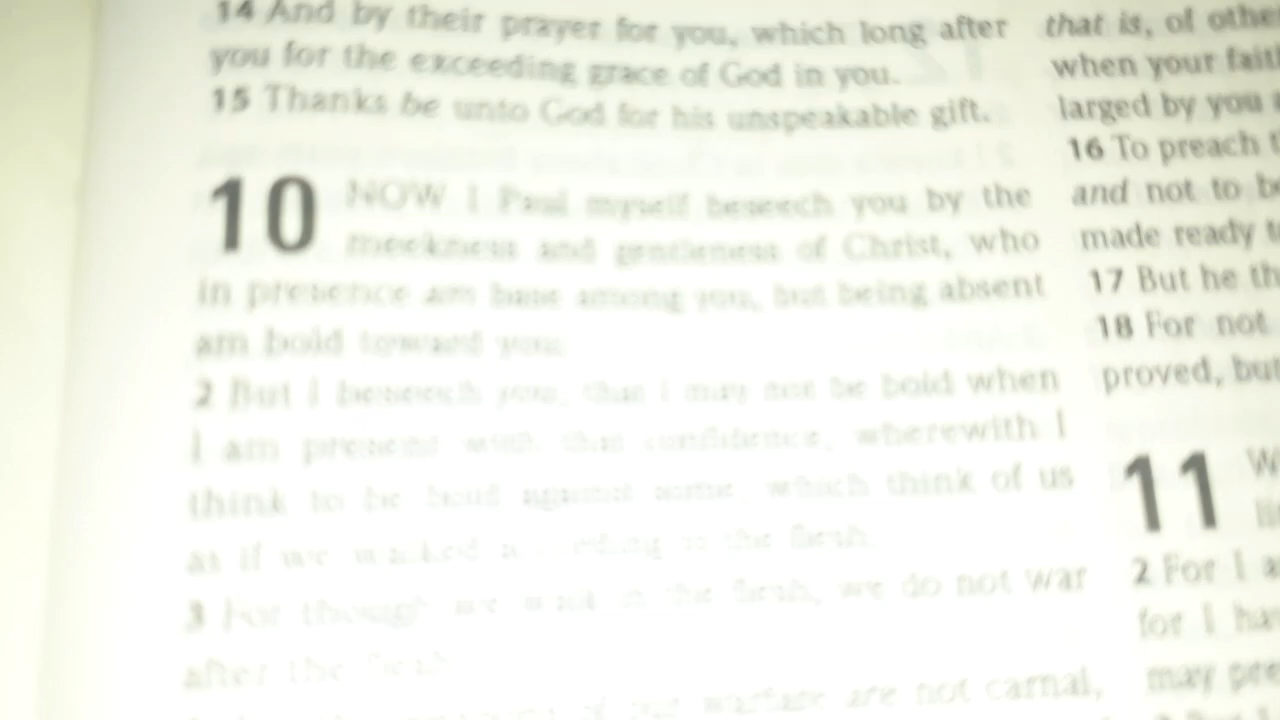 14 And by their prayer for you, which long after
you for the exceeding grace of God in you.
15 Thanks be unto God for his unspeakable gift.
10 NOW I Paul myself beseech you by the
meekness and gentleness of Christ, who
in presence am base among you, but being absent
am bold toward you:
2 But I beseech you, that I may not be bold when
I am present with that confidence, wherewith I
think to be bold against some, which think of us
as if we walked according to the flesh.
3 For though we walk in the flesh, we do not war
after the flesh
of our warfare are not carnal,
that is, of
when your
larged by you
16 To preach
and not to
made ready
17 But he
18 For not
proved, but
11
2 For I
for I
may